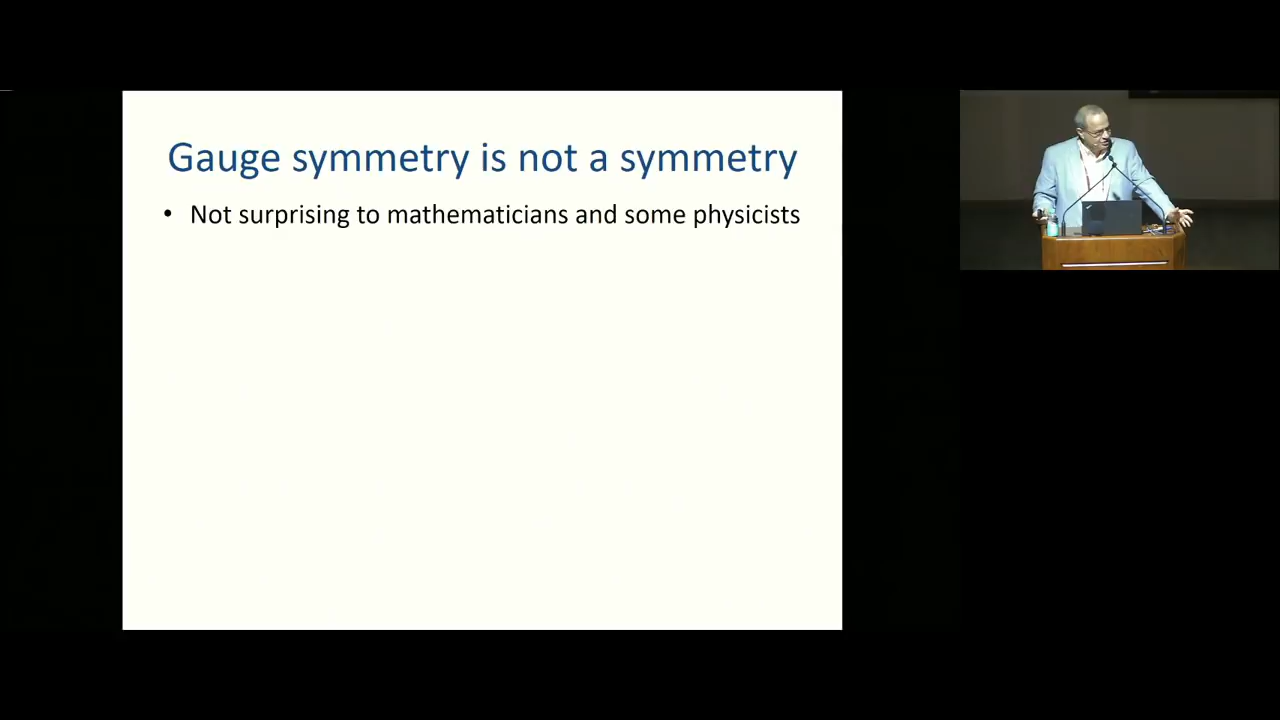 Gauge symmetry is not a symmetry
• Not surprising to mathematicians and some physicists